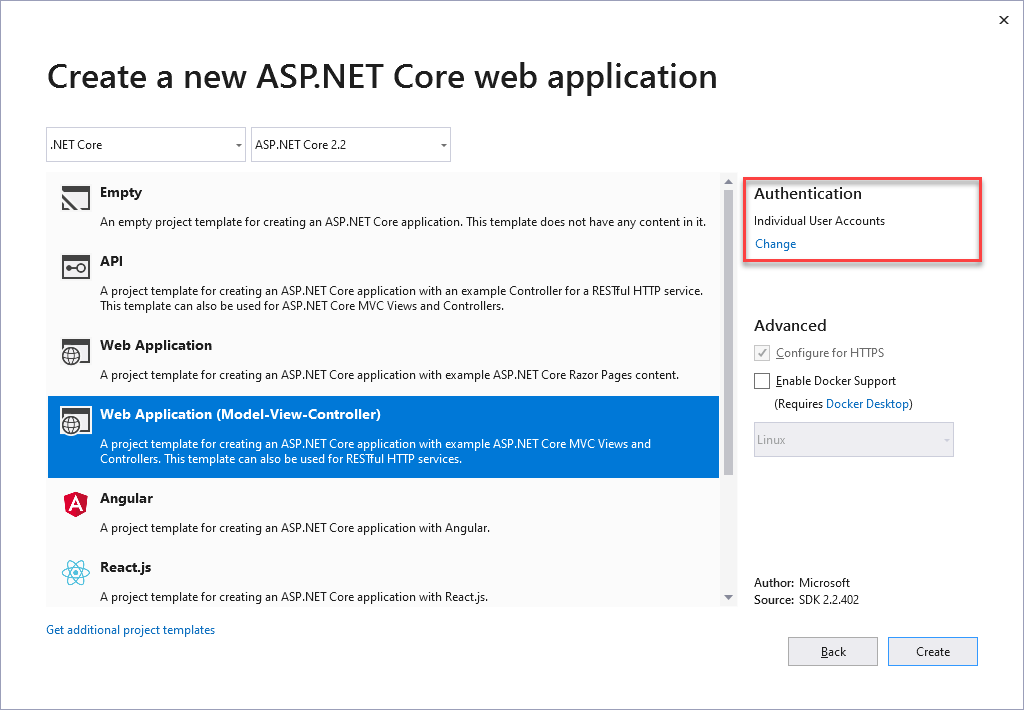 Create a new ASP.NET Core web application
.NET Core
ASP.NET Core 2.2
Empty
An empty project template for creating an ASP.NET Core application. This template does not have any content in it.
API
A project template for creating an ASP.NET Core application with an example Controller for a RESTful HTTP service.
This template can also be used for ASP.NET Core MVC Views and Controllers.
Web Application
A project template for creating an ASP.NET Core application with example ASP.NET Core Razor Pages content.
Web Application (Model-View-Controller)
A project template for creating an ASP.NET Core application with example ASP.NET Core MVC Views and
Controllers. This template can also be used for RESTful HTTP services.
Angular
A project template for creating an ASP.NET Core application with Angular.
React.js
A project template for creating an ASP.NET Core application with React.js.
Get additional project templates
Authentication
Individual User Accounts
Change
Advanced
Configure for HTTPS
Enable Docker Support
(Requires Docker Desktop)
Linux
Author: Microsoft
Source: SDK 2.2.402
Back
Create